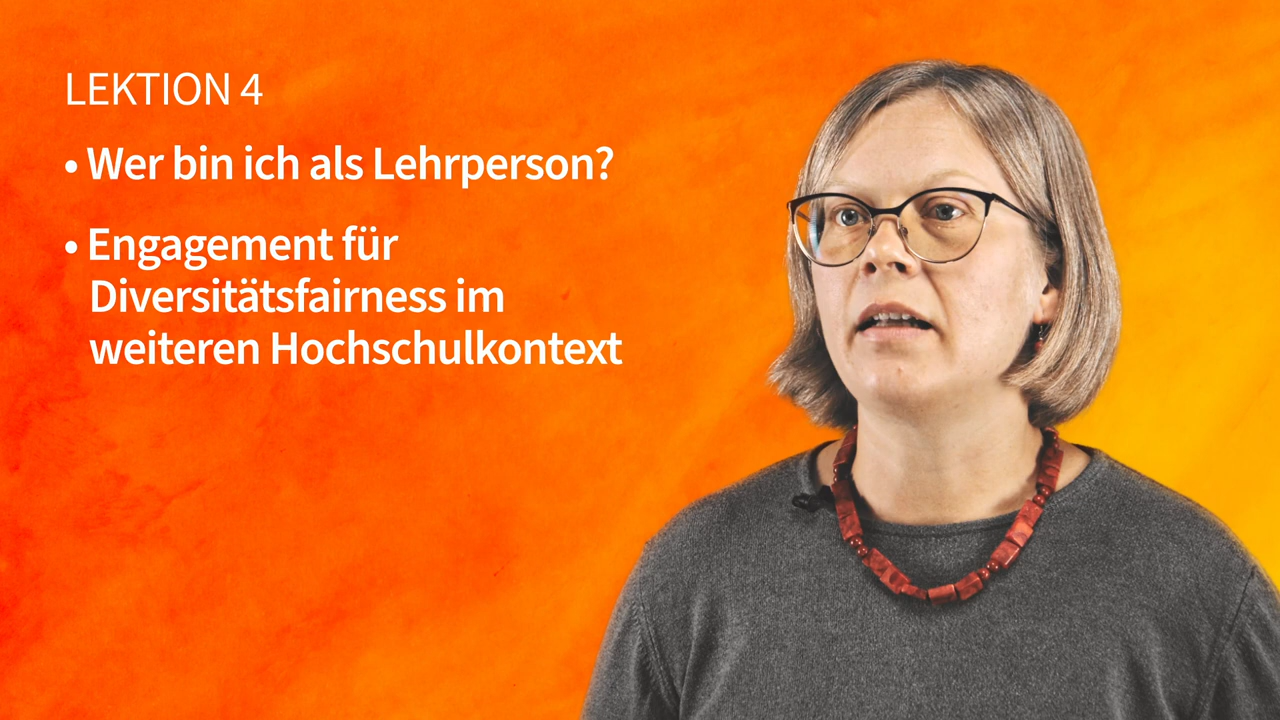 LEKTION 4
• Wer bin ich als Lehrperson?
• Engagement für
Diversitätsfairness im
weiteren Hochschulkontext